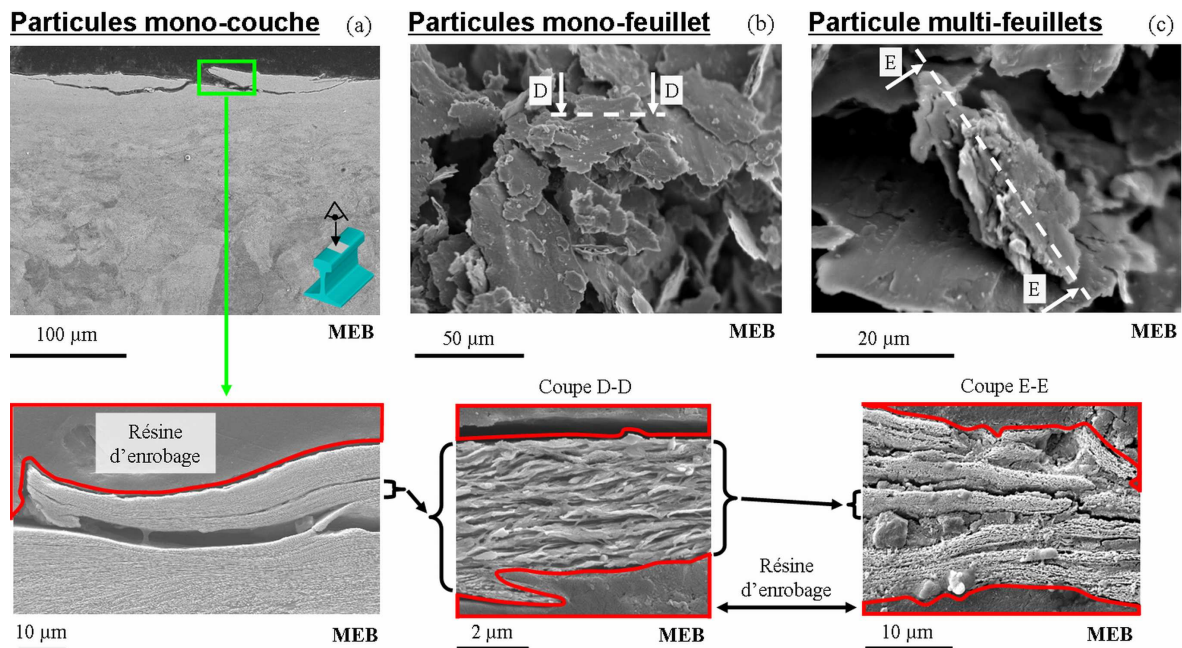 Particules mono-couche (a)
Particules mono-feuillet (b)
Particule multi-feuillets (c)
D D
E
E
100 µm MEB
50 µm MEB
20 µm MEB
Coupe D-D
Coupe E-E
Résine
d’enrobage
Résine
d’enrobage
10 µm MEB
2 µm MEB
10 µm MEB